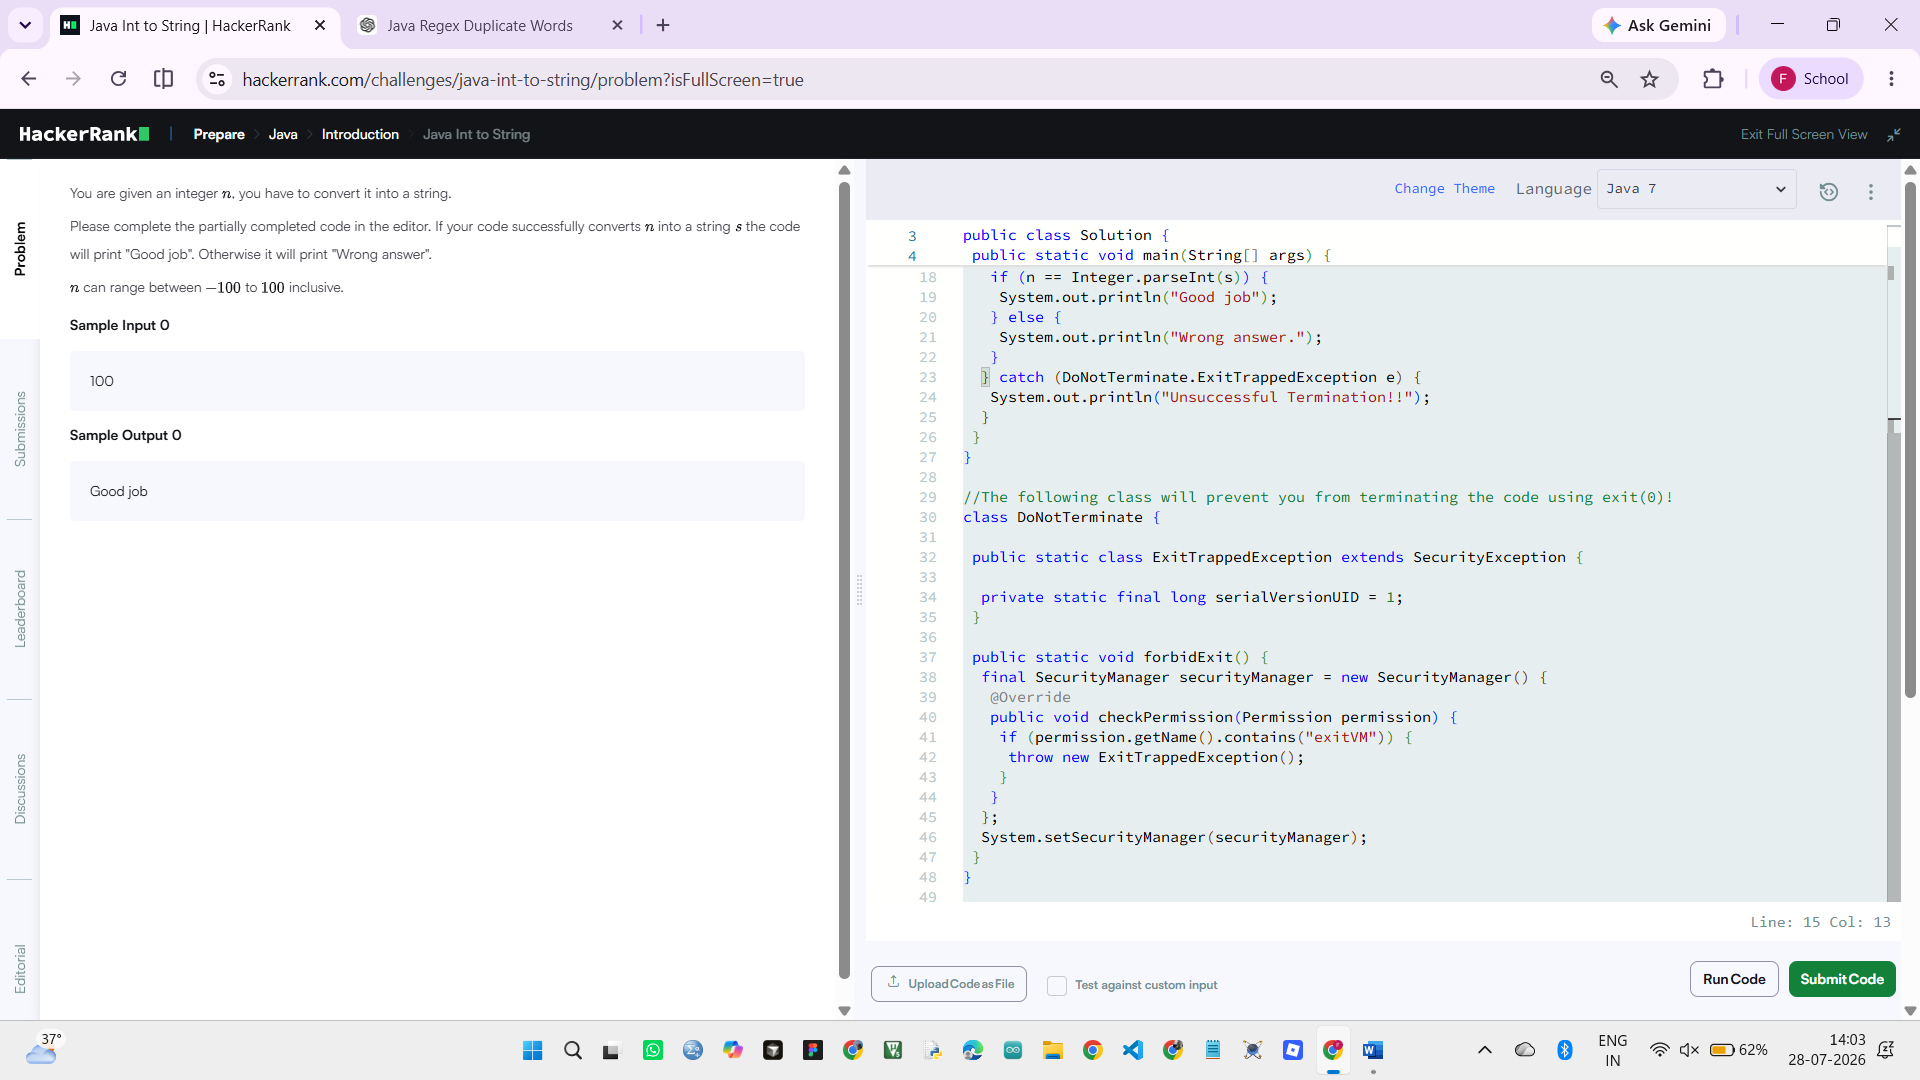 Java Int to String | HackerRank
Java Regex Duplicate Words
Ask Gemini
hackerrank.com/challenges/java-int-to-string/problem?isFullScreen=true
F School
HackerRank
Prepare
Java
Introduction
Java Int to String
Exit Full Screen View
Problem
Submissions
Leaderboard
Discussions
Editorial
You are given an integer n, you have to convert it into a string.
Please complete the partially completed code in the editor. If your code successfully converts n into a string s the code
will print "Good job". Otherwise it will print "Wrong answer".
n can range between −100 to 100 inclusive.
Sample Input 0
100
Sample Output 0
Good job
Change Theme Language Java 7
3 public class Solution {
4 public static void main(String[] args) {
18 if (n == Integer.parseInt(s)) {
19 System.out.println("Good job");
20 } else {
21 System.out.println("Wrong answer.");
22 }
23 } catch (DoNotTerminate.ExitTrappedException e) {
24 System.out.println("Unsuccessful Termination!!");
25 }
26 }
27 }
28
29 //The following class will prevent you from terminating the code using exit(0)!
30 class DoNotTerminate {
31
32 public static class ExitTrappedException extends SecurityException {
33
34 private static final long serialVersionUID = 1;
35 }
36
37 public static void forbidExit() {
38 final SecurityManager securityManager = new SecurityManager() {
39 @Override
40 public void checkPermission(Permission permission) {
41 if (permission.getName().contains("exitVM")) {
42 throw new ExitTrappedException();
43 }
44 }
45 };
46 System.setSecurityManager(securityManager);
47 }
48 }
49
Line: 15 Col: 13
Upload Code as File
Test against custom input
Run Code
Submit Code
37°
ENG
IN
62%
14:03
28-07-2026